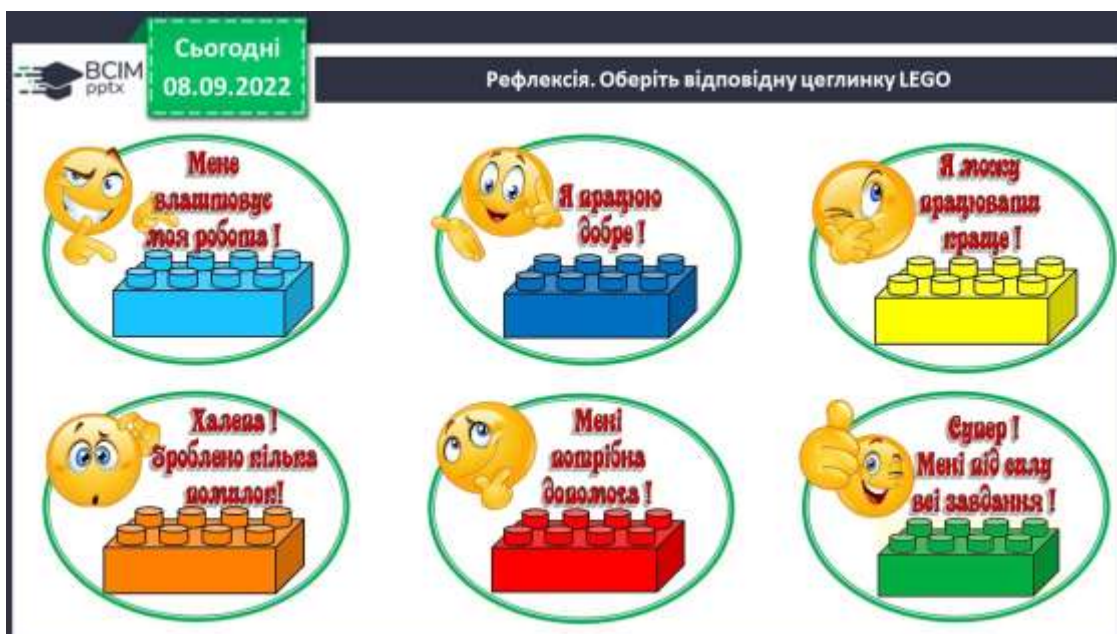 Сьогодні
08.09.2022
ВСІМ
pptx
Рефлексія. Оберіть відповідну цеглинку LEGO
Мене
влаштовує
моя робота !
Я працюю
добре !
Я можу
працювати
краще !
Халепа !
Зроблено кілька
помилок!
Мені
потрібна
допомога !
Супер !
Мені під силу
всі завдання !